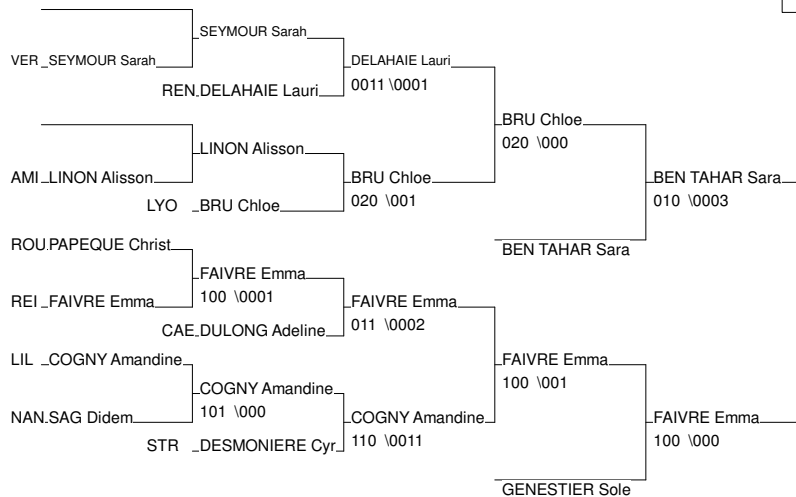 SEYMOUR Sarah
VER SEYMOUR Sarah
DELAHAIE Lauri
0011 \0001
REN DELAHAIE Lauri
BRU Chloe
020 \000
LINON Alisson
AMI LINON Alisson
BRU Chloe
020 \001
BEN TAHAR Sara
010 \0003
LYO BRU Chloe
ROU PAPEQUE Christ
BEN TAHAR Sara
FAIVRE Emma
100 \0001
REI FAIVRE Emma
FAIVRE Emma
011 \0002
CAE DULONG Adeline
LIL COGNY Amandine
FAIVRE Emma
100 \001
COGNY Amandine
101 \000
NAN SAG Didem
COGNY Amandine
110 \0011
FAIVRE Emma
100 \000
STR DESMONIERE Cyr
GENESTIER Sole